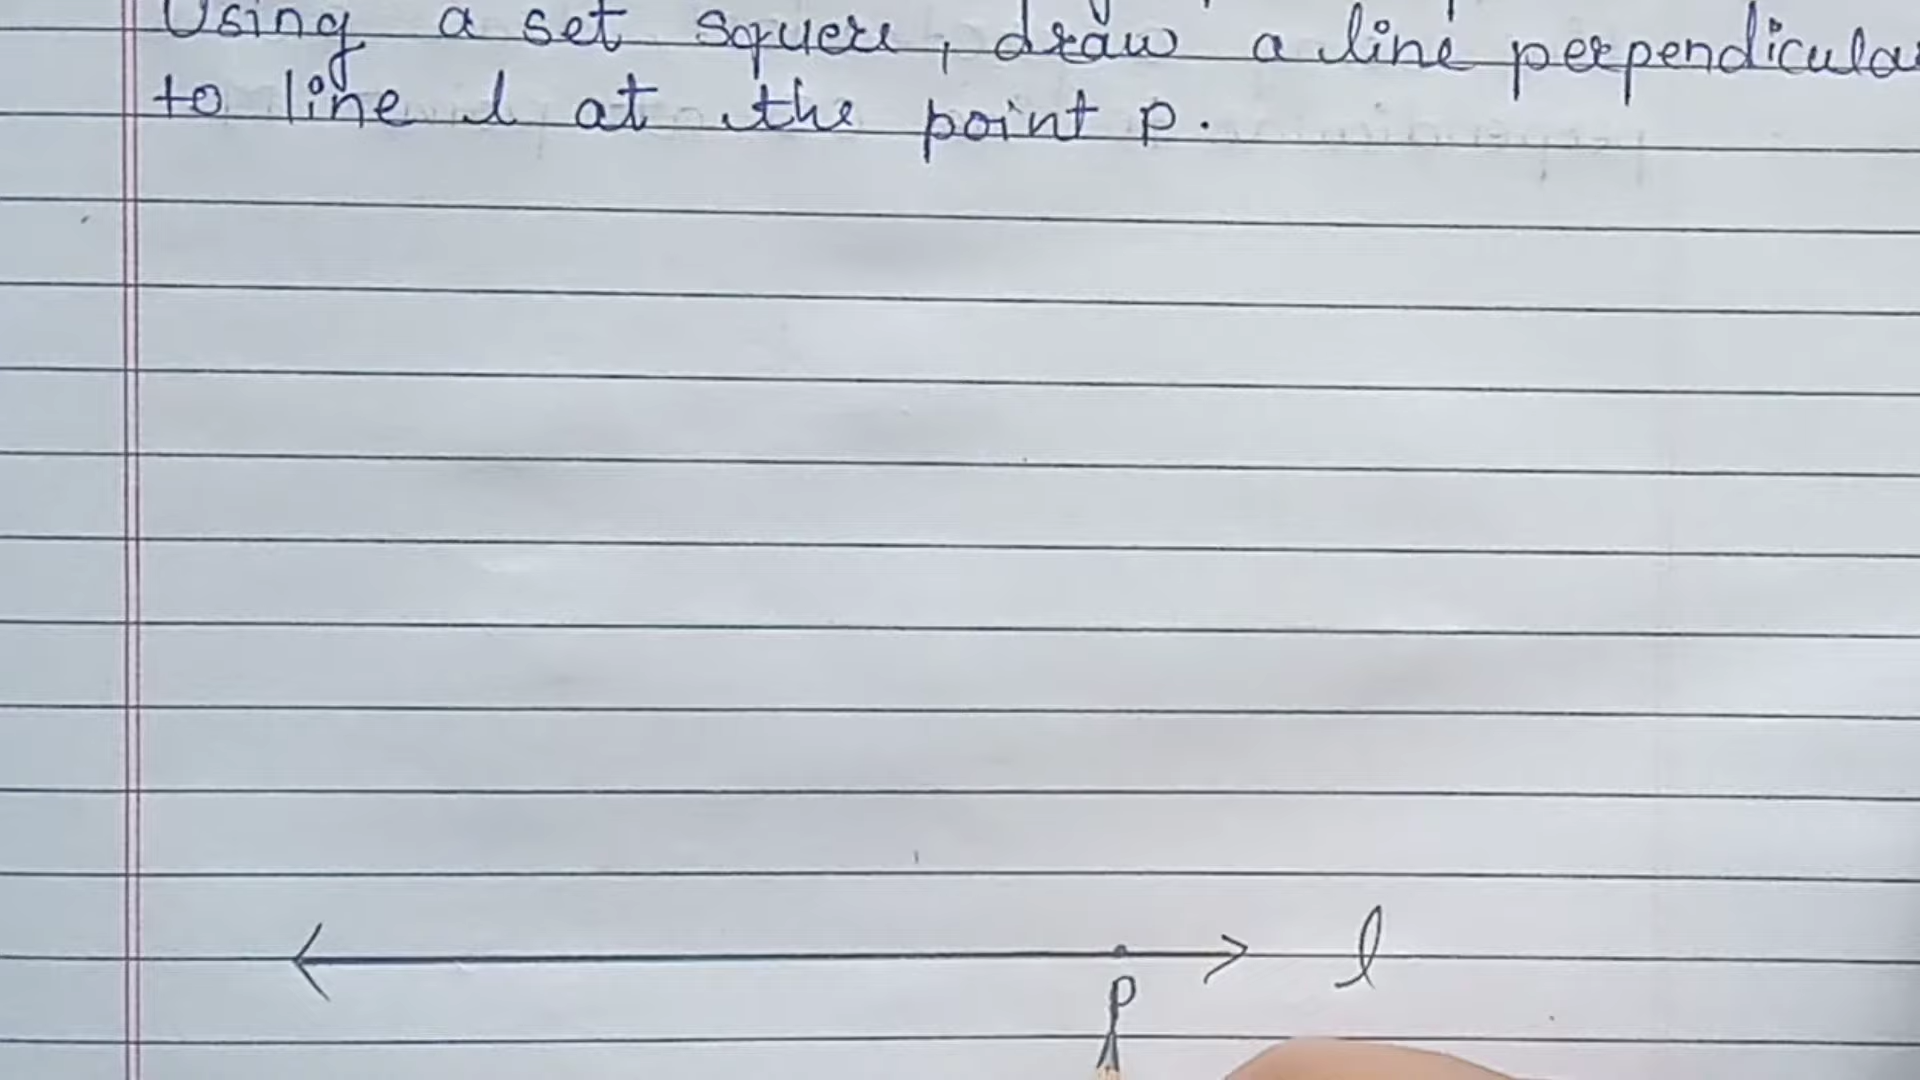 Using a set squere, draw a line perpendicula
to line l at the point p.
l
P